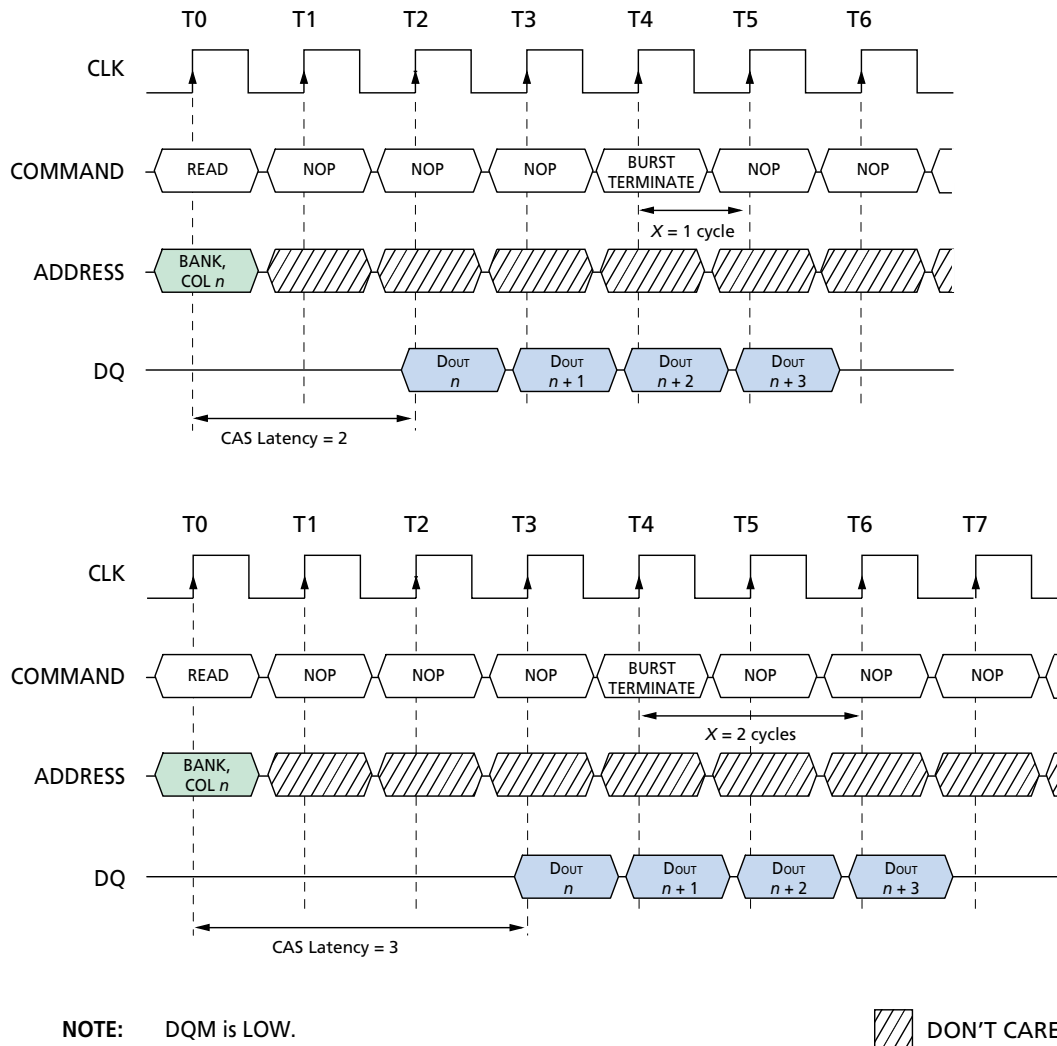 T0 T1 T2 T3 T4 T5 T6
CLK
COMMAND READ NOP NOP NOP BURST TERMINATE NOP NOP
X = 1 cycle
ADDRESS BANK, COL n
DQ DOUT n DOUT n + 1 DOUT n + 2 DOUT n + 3
CAS Latency = 2
T0 T1 T2 T3 T4 T5 T6 T7
CLK
COMMAND READ NOP NOP NOP BURST TERMINATE NOP NOP NOP
X = 2 cycles
ADDRESS BANK, COL n
DQ DOUT n DOUT n + 1 DOUT n + 2 DOUT n + 3
CAS Latency = 3
NOTE: DQM is LOW. DON'T CARE